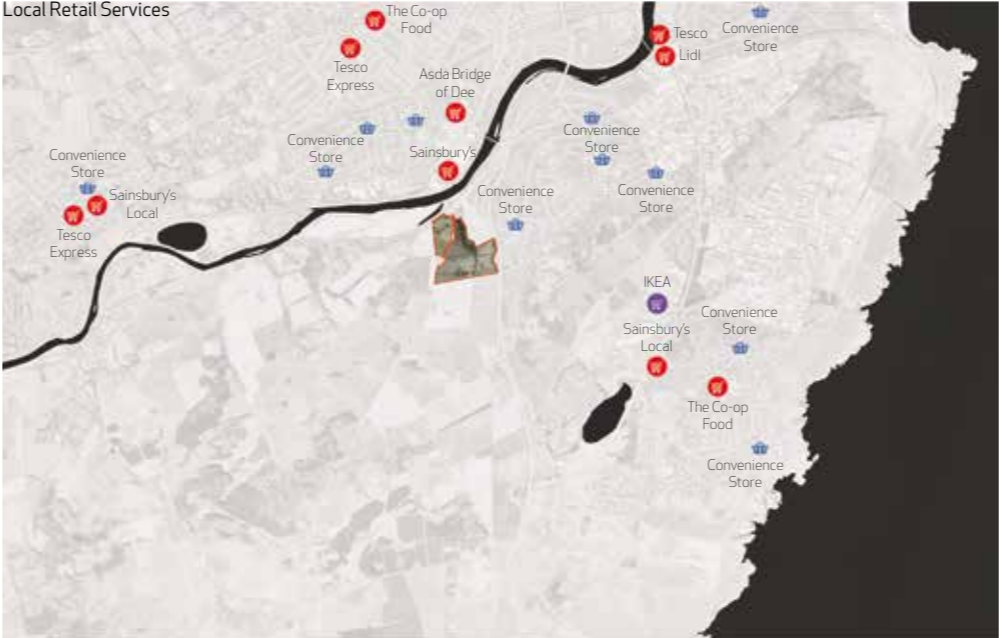 Local Retail Services
The Co-op
Food
Convenience
Store
Tesco
Lidl
Tesco
Express
Asda Bridge
of Dee
Convenience
Store
Convenience
Store
Sainsbury's
Convenience
Store
Sainsbury's
Local
Convenience
Store
Convenience
Store
Tesco
Express
IKEA
Convenience
Store
Sainsbury's
Local
The Co-op
Food
Convenience
Store